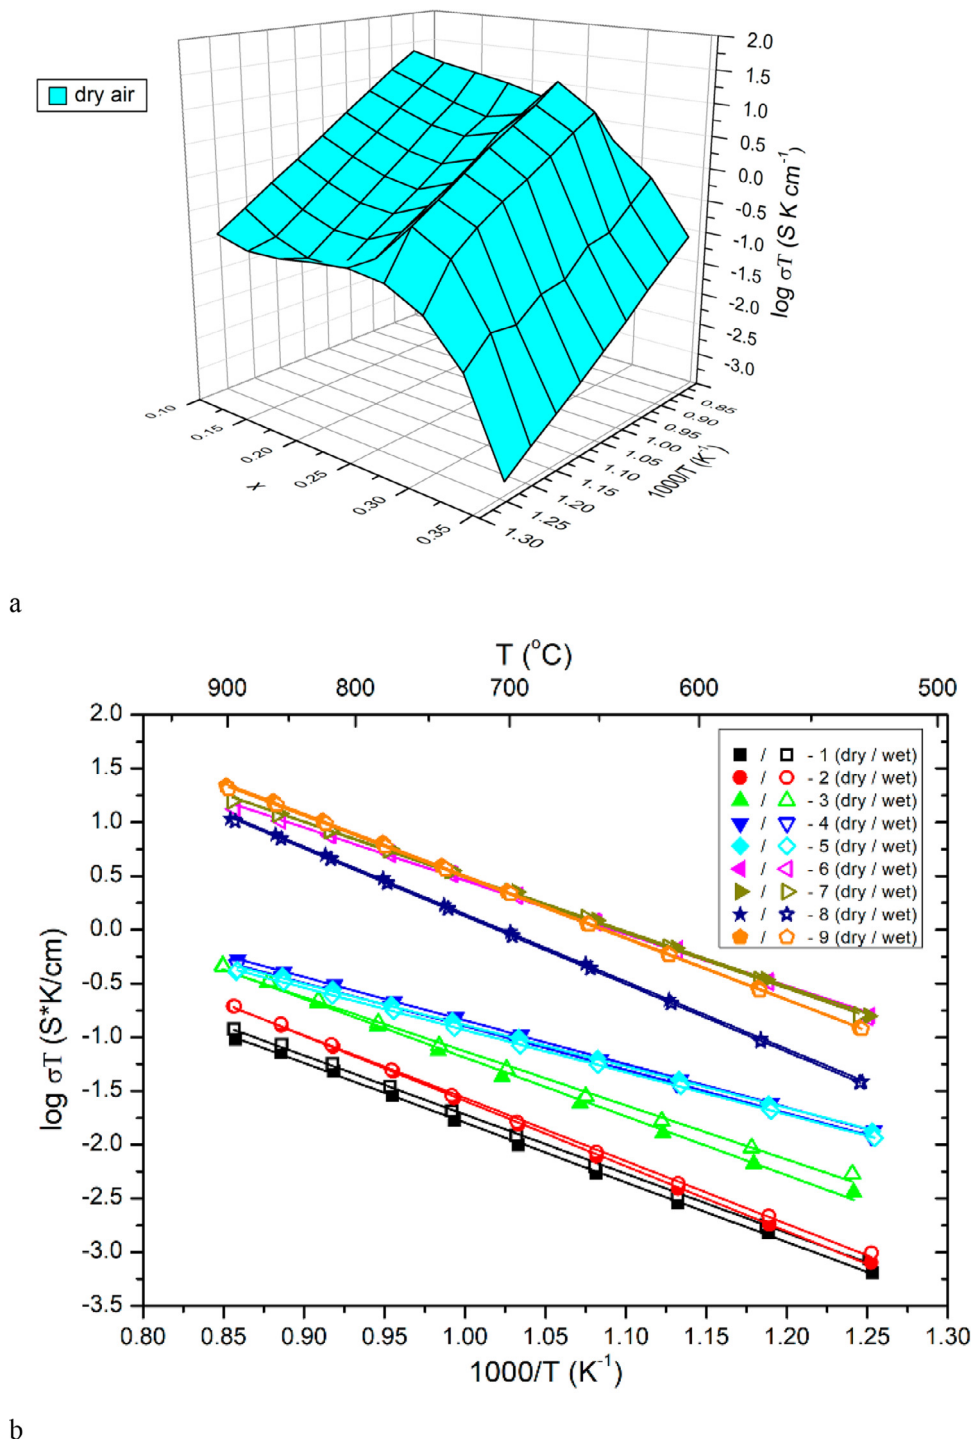 dry air
2.0
1.5
1.0
0.5
0.0
-0.5
-1.0
-1.5
-2.0
-2.5
-3.0
log σT (S K cm⁻¹)
0.10
0.15
0.20
0.25
0.30
0.35
X
0.85
0.90
0.95
1.00
1.05
1.10
1.15
1.20
1.25
1.30
1000/T (K⁻¹)
a
T (°C)
900 800 700 600 500
2.0
1.5
1.0
0.5
0.0
-0.5
-1.0
-1.5
-2.0
-2.5
-3.0
-3.5
log σT (S*K/cm)
/ - 1 (dry / wet)
/ - 2 (dry / wet)
/ - 3 (dry / wet)
/ - 4 (dry / wet)
/ - 5 (dry / wet)
/ - 6 (dry / wet)
/ - 7 (dry / wet)
/ - 8 (dry / wet)
/ - 9 (dry / wet)
0.80 0.85 0.90 0.95 1.00 1.05 1.10 1.15 1.20 1.25 1.30
1000/T (K⁻¹)
b